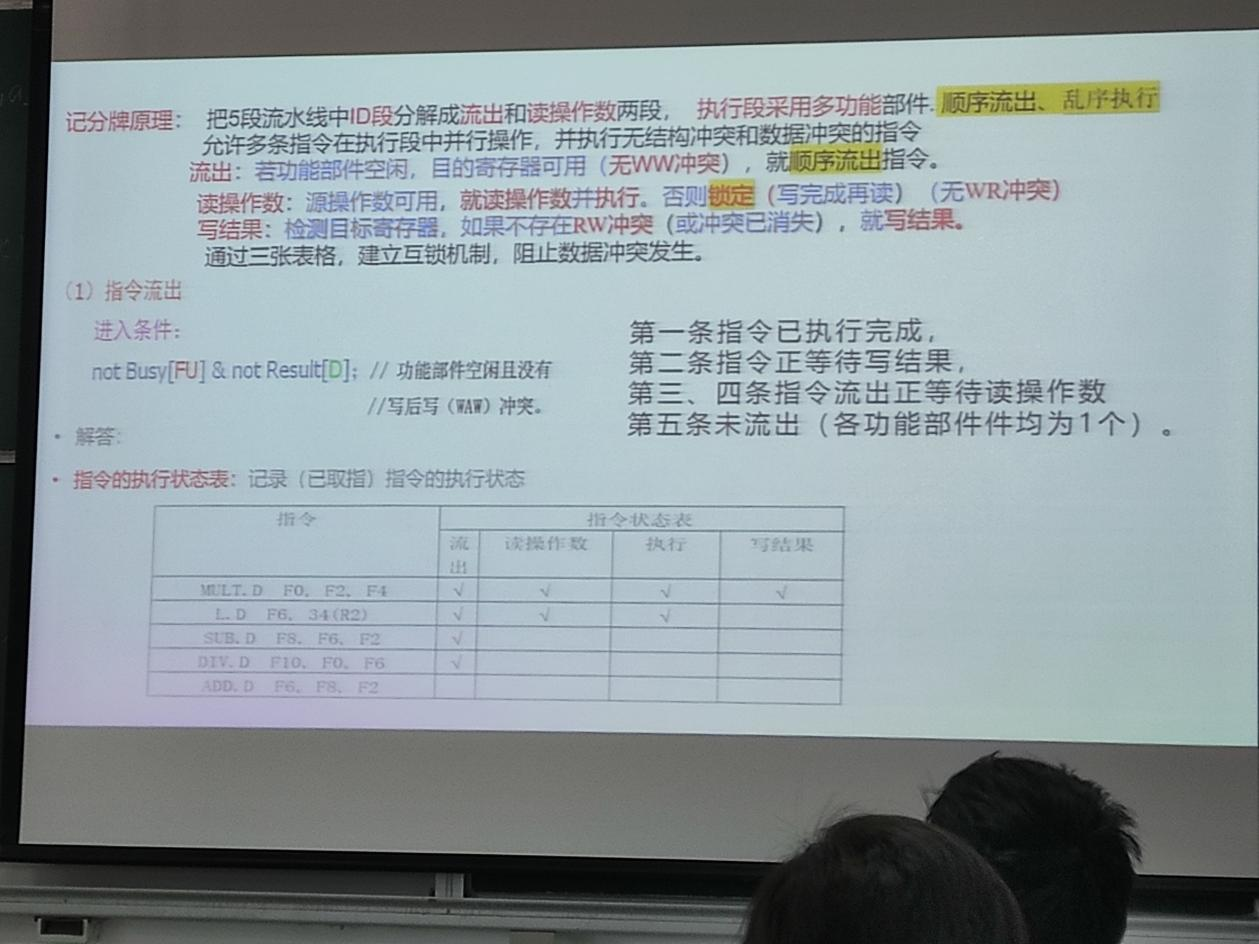 记分牌原理： 把5段流水线中ID段分解成流出和读操作数两段， 执行段采用多功能部件. 顺序流出、乱序执行
允许多条指令在执行段中并行操作，并执行无结构冲突和数据冲突的指令
流出：若功能部件空闲，目的寄存器可用（无WW冲突），就顺序流出指令。
读操作数：源操作数可用，就读操作数并执行。否则锁定（写完成再读）（无WR冲突）
写结果：检测目标寄存器，如果不存在RW冲突（或冲突已消失），就写结果。
通过三张表格，建立互锁机制，阻止数据冲突发生。
（1）指令流出
进入条件：
not Busy[FU] & not Result[D]；// 功能部件空闲且没有
//写后写（WAW）冲突。
第一条指令已执行完成，
第二条指令正等待写结果，
第三、四条指令流出正等待读操作数
第五条未流出（各功能部件件均为1个）。
• 解答：
• 指令的执行状态表：记录（已取指）指令的执行状态
指令 指令状态表
流出 读操作数 执行 写结果
MULT.D F0, F2, F4 √ √ √ √
L.D F6, 34(R2) √ √ √
SUB.D F8, F6, F2 √
DIV.D F10, F0, F6 √
ADD.D F6, F8, F2